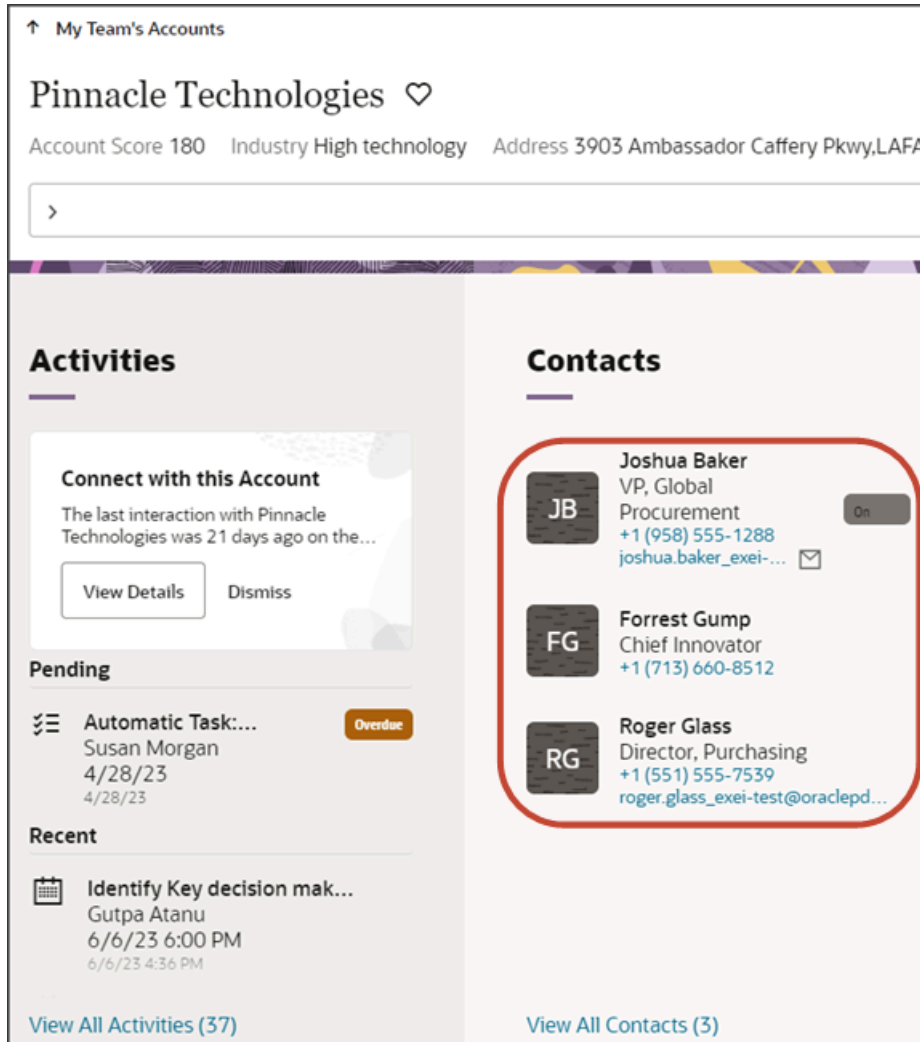 My Team's Accounts
Pinnacle Technologies
Account Score 180 Industry High technology Address 3903 Ambassador Caffery Pkwy,LAFA
Activities
Connect with this Account
The last interaction with Pinnacle
Technologies was 21 days ago on the...
View Details Dismiss
Pending
Automatic Task:... Overdue
Susan Morgan
4/28/23
4/28/23
Recent
Identify Key decision mak...
Gutpa Atanu
6/6/23 6:00 PM
6/6/23 4:36 PM
View All Activities (37)
Contacts
JB
Joshua Baker
VP, Global
Procurement
On
+1 (958) 555-1288
joshua.baker_exei-...
FG
Forrest Gump
Chief Innovator
+1 (713) 660-8512
RG
Roger Glass
Director, Purchasing
+1 (551) 555-7539
roger.glass_exei-test@oraclepd...
View All Contacts (3)